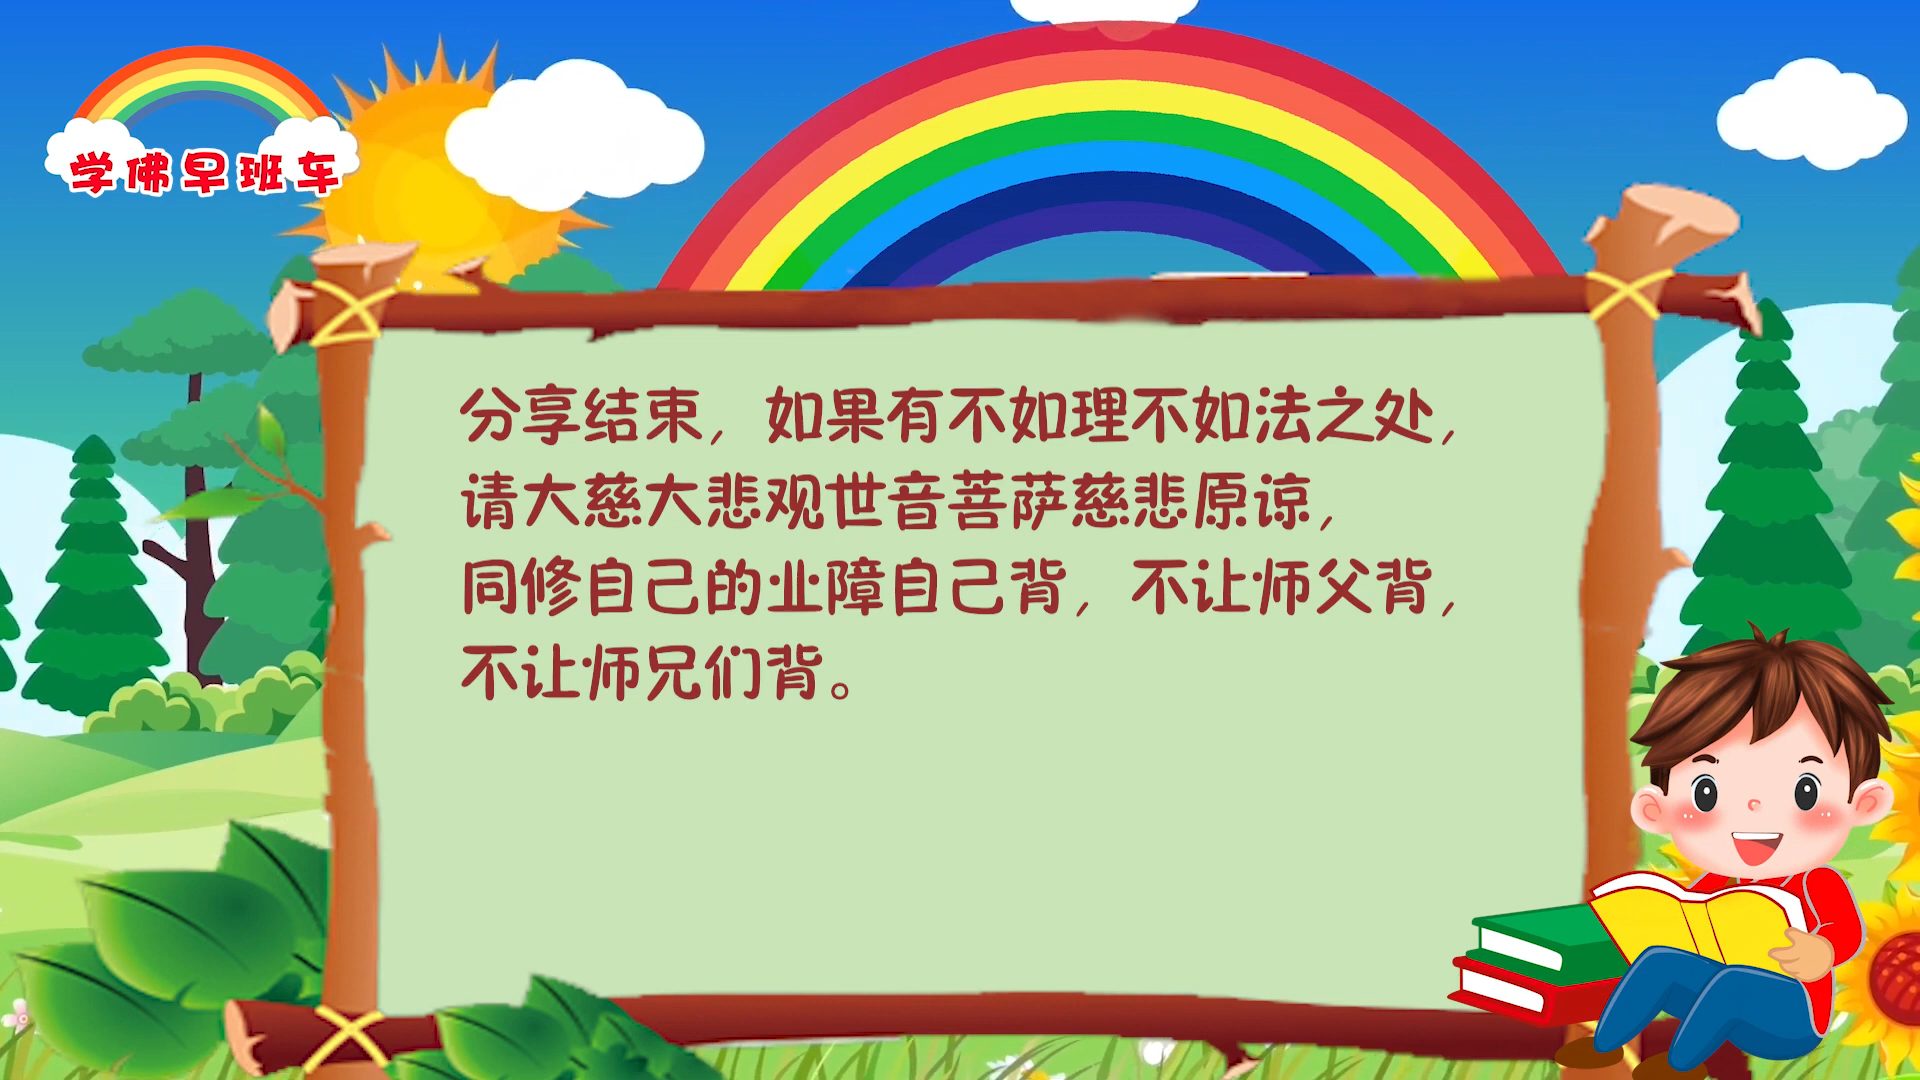 学佛早班车
分享结束，如果有不如理不如法之处，
请大慈大悲观世音菩萨慈悲原谅，
同修自己的业障自己背，不让师父背，
不让师兄们背。